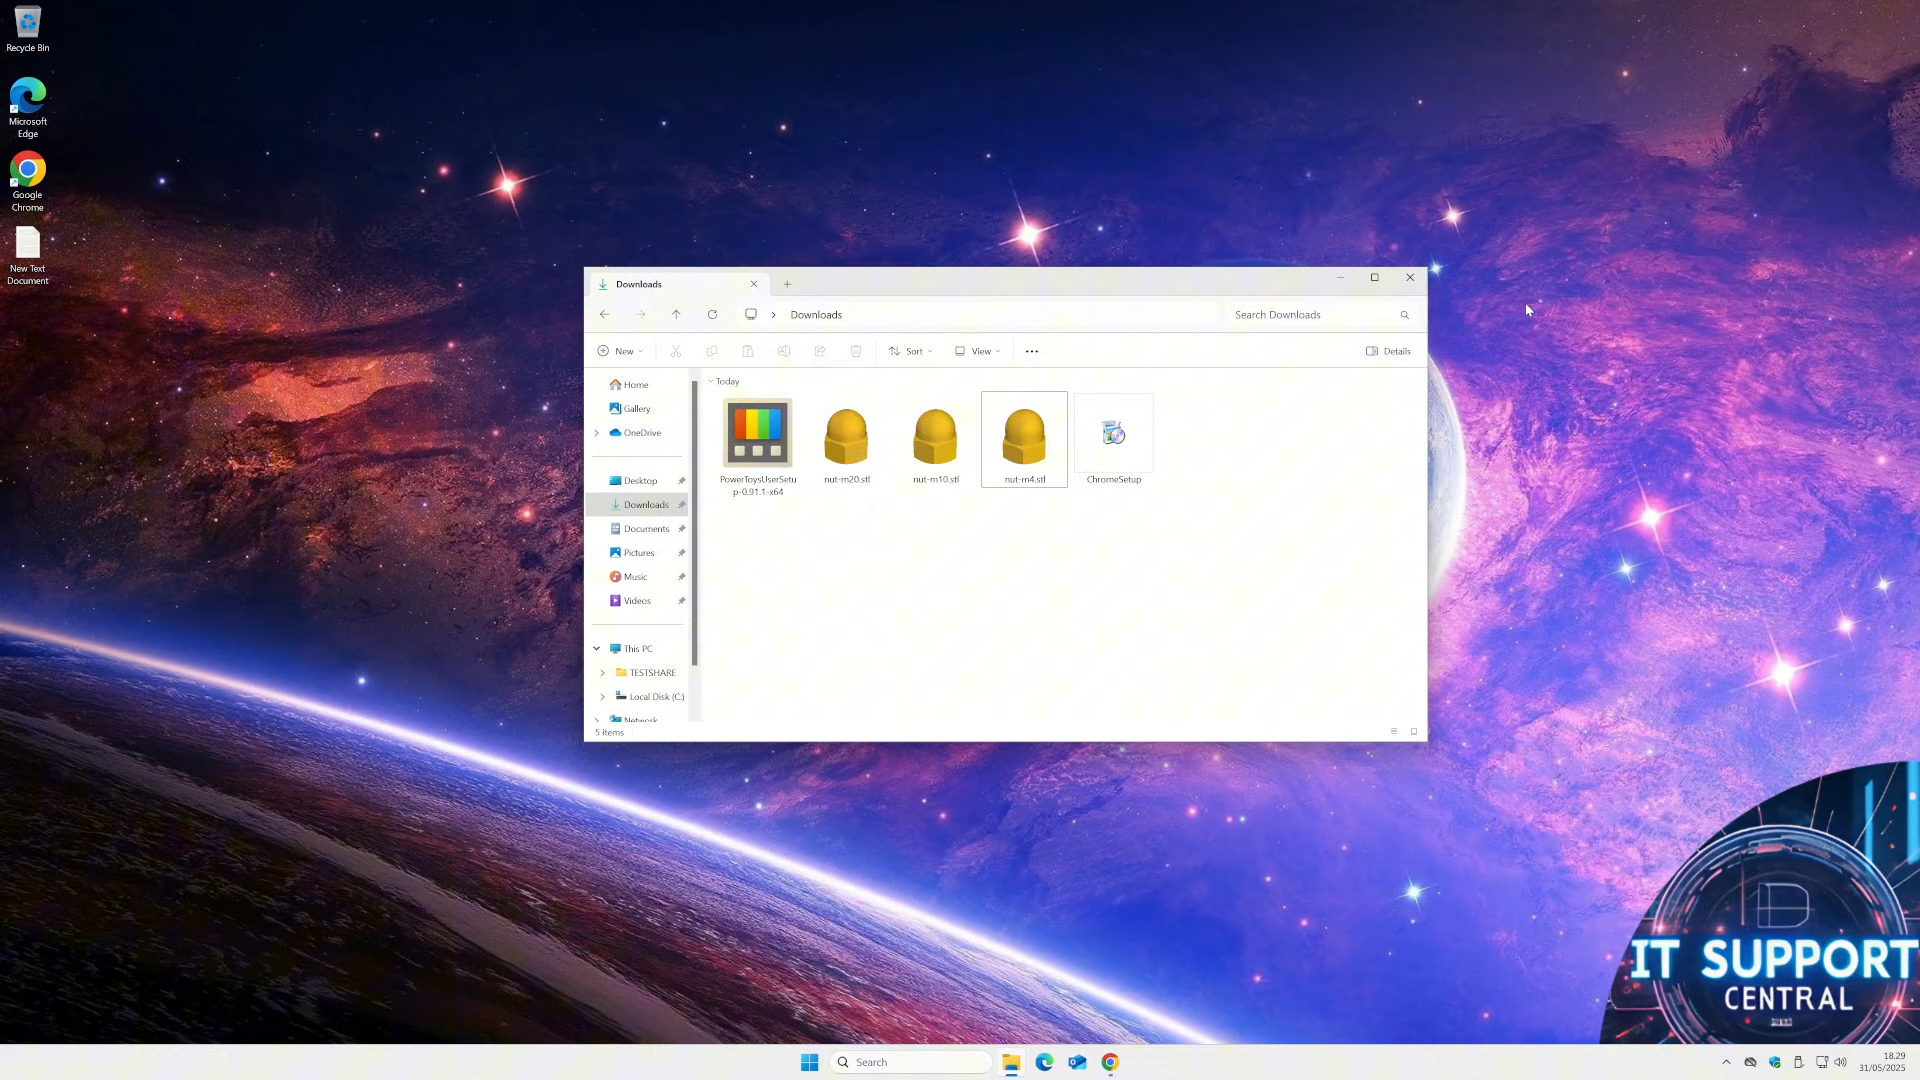 Recycle Bin
Microsoft
Edge
Google
Chrome
New Text
Document
Downloads
Downloads
Search Downloads
New
Sort
View
Details
Home
Gallery
OneDrive
Desktop
Downloads
Documents
Pictures
Music
Videos
This PC
TESTSHARE
Local Disk (C:)
Network
Today
PowerToysUserSetu
p-0.91.1-x64
nut-m20.stl
nut-m10.stl
nut-m4.stl
ChromeSetup
5 items
IT SUPPORT
CENTRAL
Search
18.29
31/05/2025